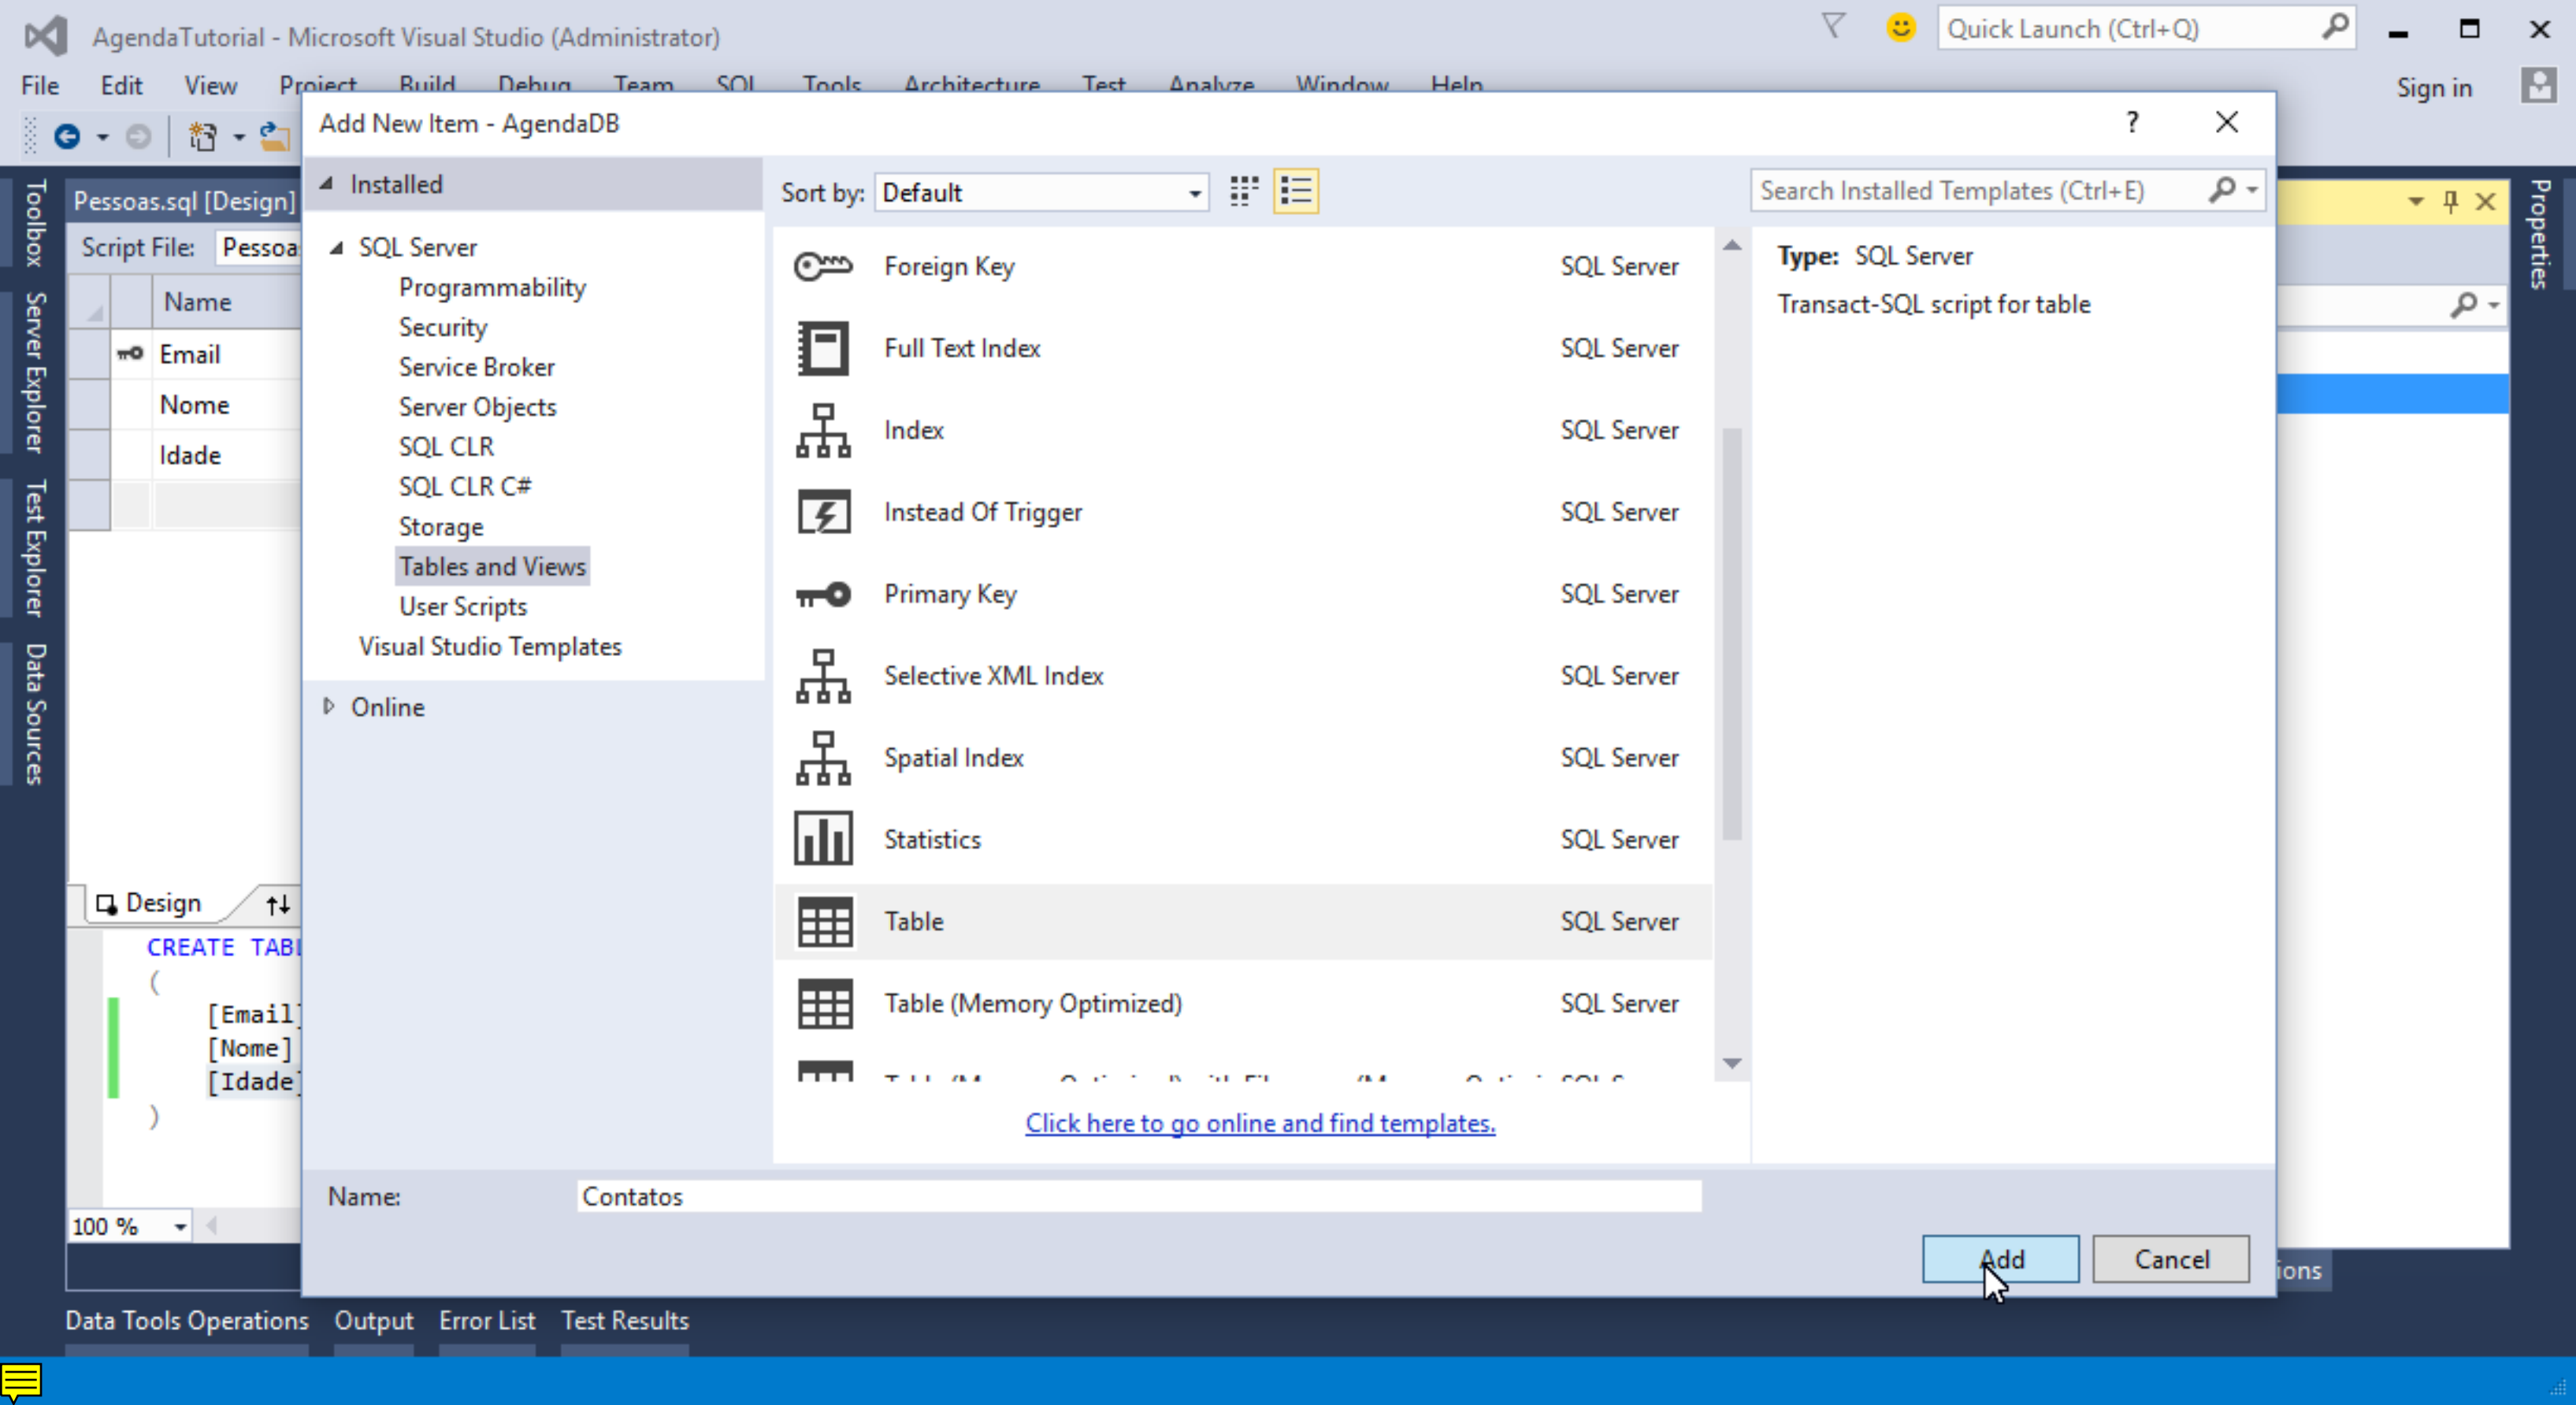 AgendaTutorial - Microsoft Visual Studio (Administrator)
Quick Launch (Ctrl+Q)
File Edit View Project Build Debug Team SQL Tools Architecture Test Analyze Window Help
Sign in
Add New Item - AgendaDB
?
Installed
Sort by: Default
Search Installed Templates (Ctrl+E)
SQL Server
Programmability
Security
Service Broker
Server Objects
SQL CLR
SQL CLR C#
Storage
Tables and Views
User Scripts
Visual Studio Templates
Online
Foreign Key SQL Server
Full Text Index SQL Server
Index SQL Server
Instead Of Trigger SQL Server
Primary Key SQL Server
Selective XML Index SQL Server
Spatial Index SQL Server
Statistics SQL Server
Table SQL Server
Table (Memory Optimized) SQL Server
Click here to go online and find templates.
Type: SQL Server
Transact-SQL script for table
Name: Contatos
Add Cancel
Toolbox
Server Explorer
Test Explorer
Data Sources
Properties
Pessoas.sql [Design]
Script File: Pessoa
Name
Email
Nome
Idade
Design
CREATE TABL
(
[Email]
[Nome]
[Idade]
)
100 %
ions
Data Tools Operations Output Error List Test Results